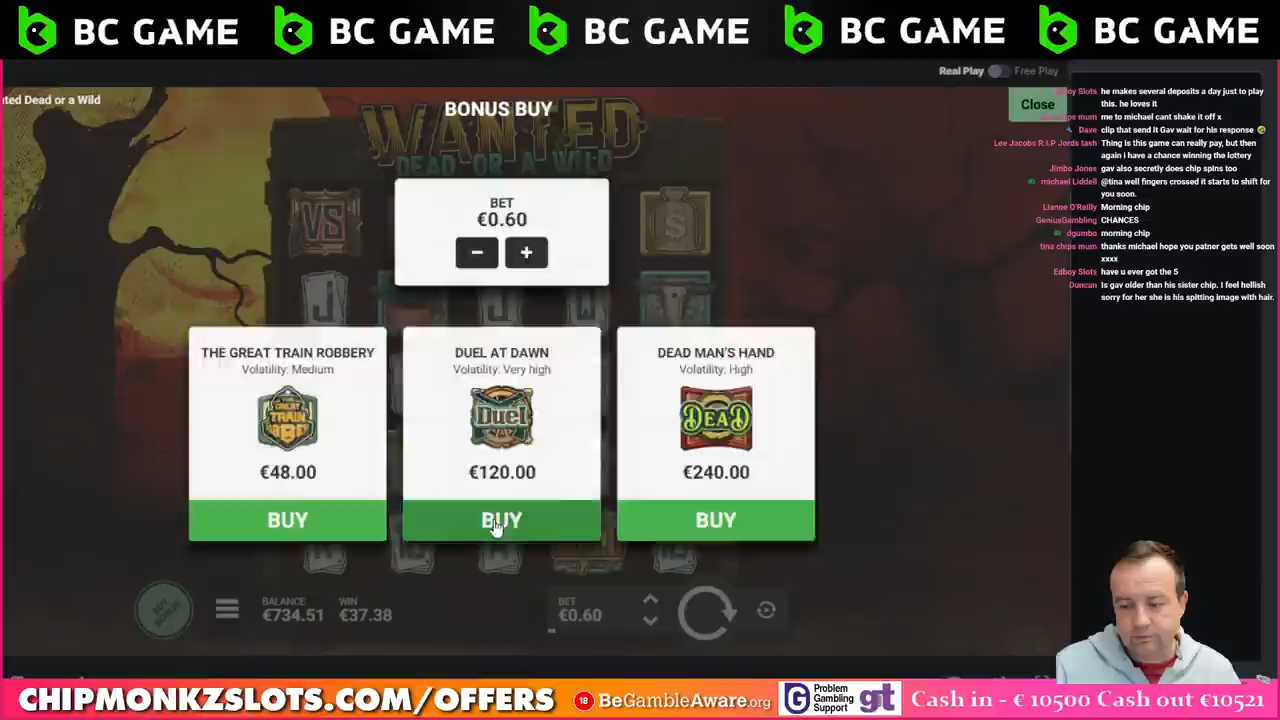 BC GAME BC GAME BC GAME BC GAME BC GAME
Real Play Free Play
ted Dead or a Wild
BONUS BUY
Close
WANTED
DEAD OR A WILD
BET
€0.60
VS
$
J
J
THE GREAT TRAIN ROBBERY
Volatility: Medium
€48.00
BUY
DUEL AT DAWN
Volatility: Very high
Duel
€120.00
BUY
DEAD MAN'S HAND
Volatility: High
DEAD
€240.00
BUY
BUY BONUS
BALANCE
€734.51
WIN
€37.38
BET
€0.60
Slots he makes several deposits a day just to play
this. he loves it
mum me to michael cant shake it off x
Dave clip that send it Gav wait for his response
Lee Jacobs R.I.P Jords tash Thing is this game can really pay, but then
again i have a chance winning the lottery
Jimbo Jones gav also secretly does chip spins too
michael Liddell @tina well fingers crossed it starts to shift for
you soon.
Lianne O'Reilly Morning chip
GeniusGambling CHANCES
dgumbo morning chip
tina chips mum thanks michael hope you patner gets well soon
xxxx
Edboy Slots have u ever got the 5
Duncan Is gav older than his sister chip. I feel hellish
sorry for her she is his spitting image with hair.
CHIPMONKZSLOTS.COM/OFFERS
18 BeGambleAware.org
Problem
Gambling
Support
gt
Cash in - € 10500 Cash out €10521